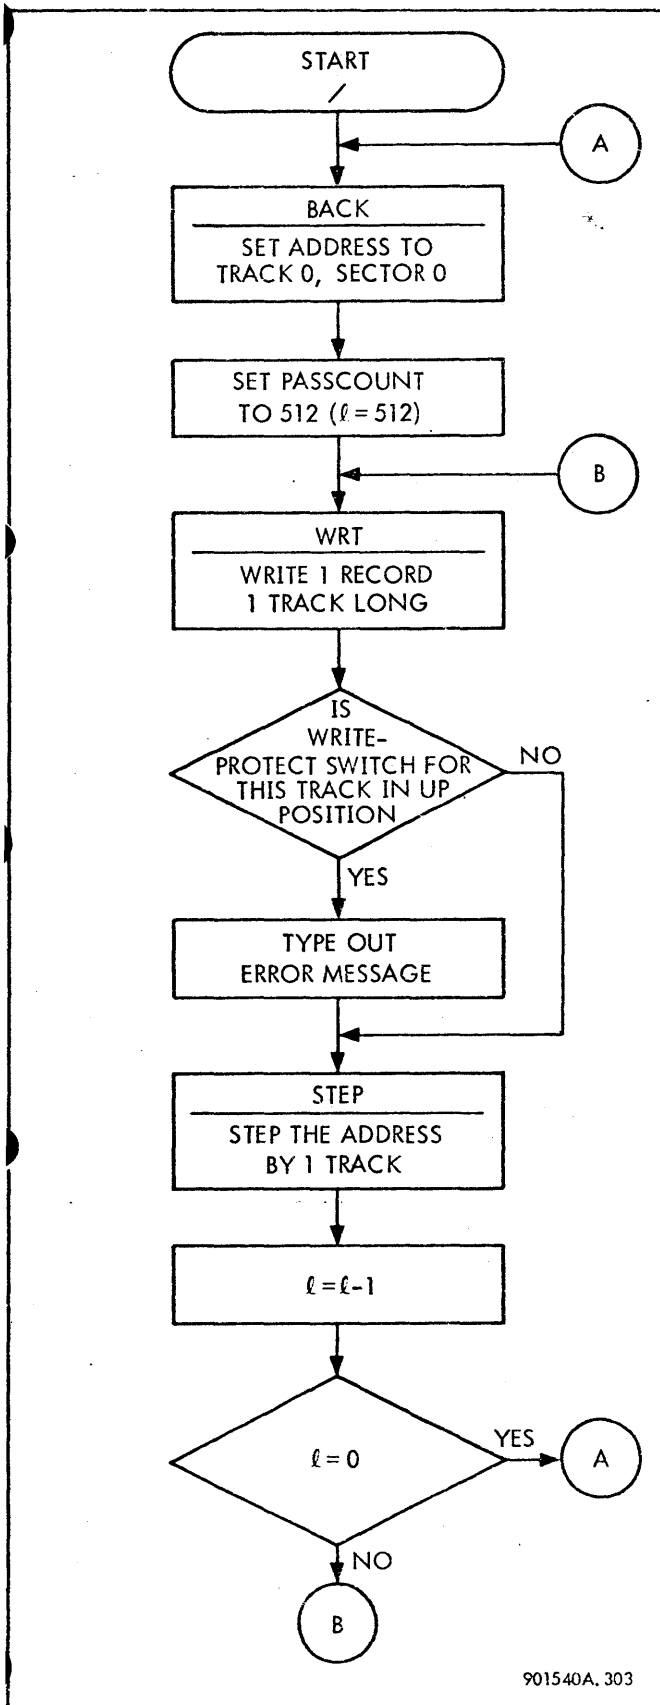 START
A
BACK
SET ADDRESS TO
TRACK 0, SECTOR 0
SET PASSCOUNT
TO 512 (ℓ = 512)
B
WRT
WRITE 1 RECORD
1 TRACK LONG
IS
WRITE-
PROTECT SWITCH FOR
THIS TRACK IN UP
POSITION
NO
YES
TYPE OUT
ERROR MESSAGE
STEP
STEP THE ADDRESS
BY 1 TRACK
ℓ = ℓ-1
ℓ = 0
YES
A
NO
B
901540A. 303